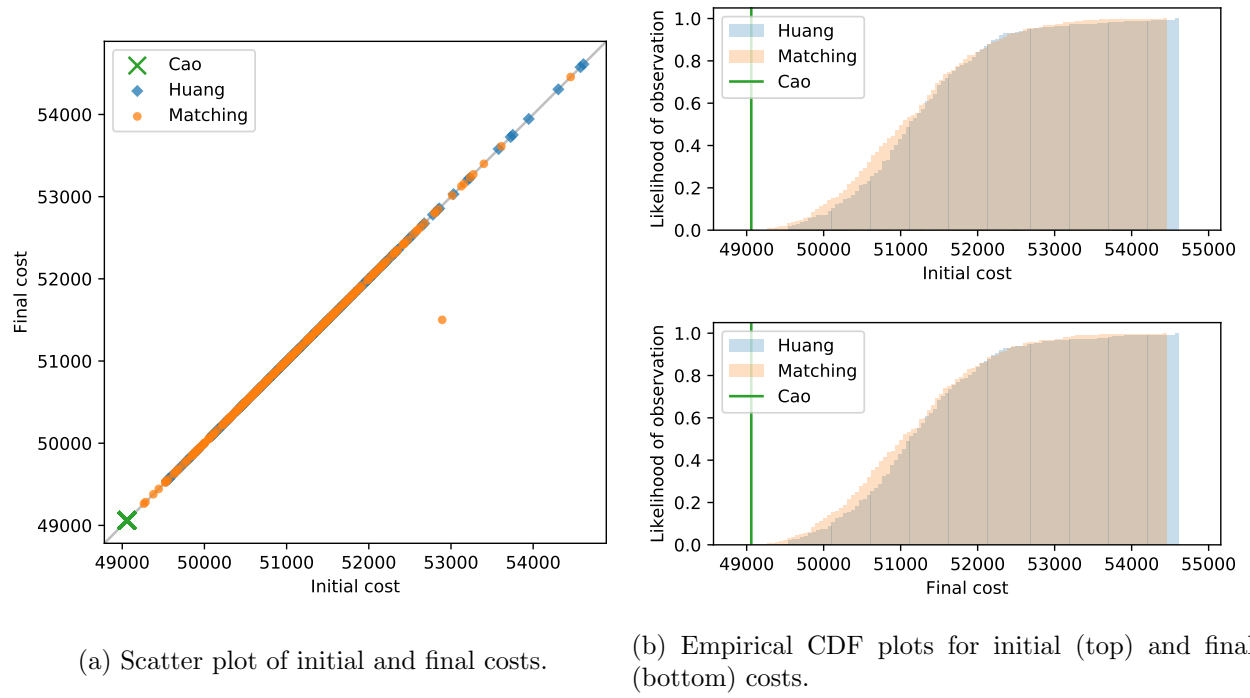 Cao
Huang
Matching
54000
53000
52000
51000
50000
49000
Final cost
49000 50000 51000 52000 53000 54000
Initial cost
(a) Scatter plot of initial and final costs.
1.0
0.8
0.6
0.4
0.2
0.0
Likelihood of observation
Huang
Matching
Cao
49000 50000 51000 52000 53000 54000 55000
Initial cost
1.0
0.8
0.6
0.4
0.2
0.0
Likelihood of observation
Huang
Matching
Cao
49000 50000 51000 52000 53000 54000 55000
Final cost
(b) Empirical CDF plots for initial (top) and final
(bottom) costs.